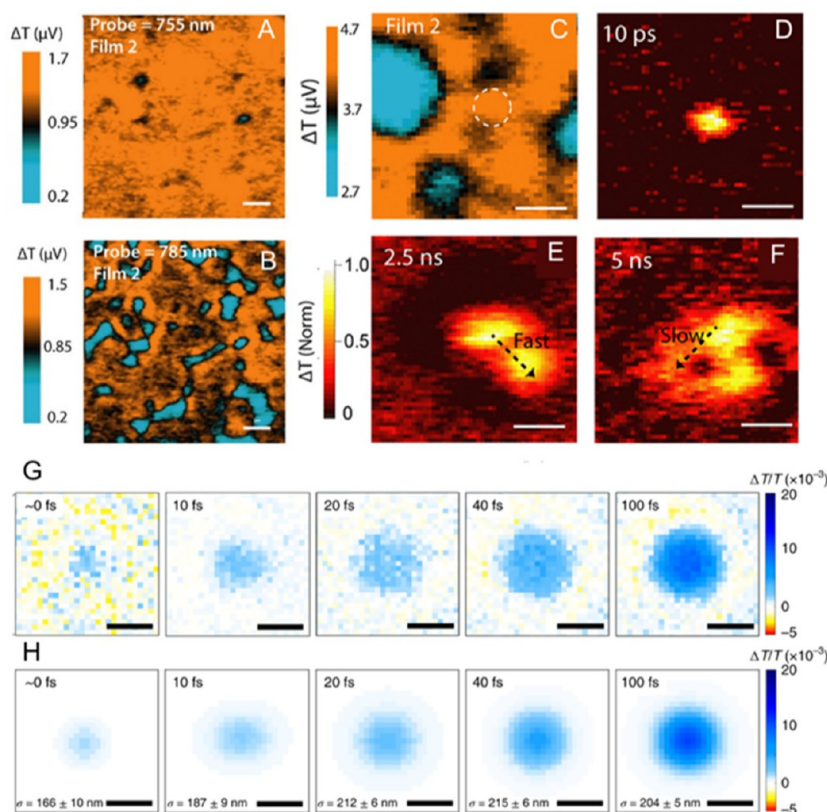 ΔT (μV)
1.7
0.95
0.2
Probe = 755 nm
Film 2
A
4.7
ΔT (μV)
3.7
2.7
Film 2
C
10 ps
D
ΔT (μV)
1.5
0.85
0.2
Probe = 785 nm
Film 2
B
ΔT (Norm)
1.0
0.5
0
2.5 ns
E
Fast
5 ns
F
Slow
G
~0 fs
10 fs
20 fs
40 fs
100 fs
ΔT/T (×10⁻³)
20
10
0
−5
H
~0 fs
σ = 166 ± 10 nm
10 fs
σ = 187 ± 9 nm
20 fs
σ = 212 ± 6 nm
40 fs
σ = 215 ± 6 nm
100 fs
σ = 204 ± 5 nm
ΔT/T (×10⁻³)
20
10
0
−5